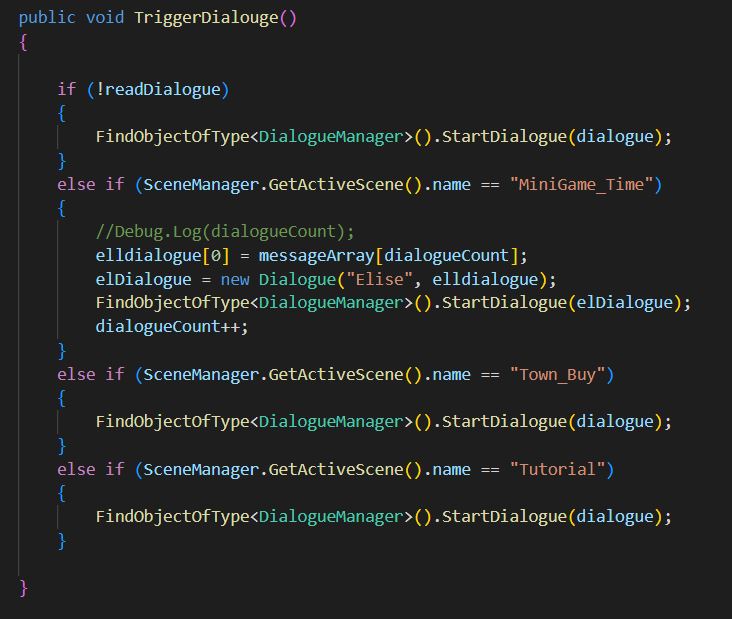 public void TriggerDialouge()
{
if (!readDialogue)
{
FindObjectOfType<DialogueManager>().StartDialogue(dialogue);
}
else if (SceneManager.GetActiveScene().name == "MiniGame_Time")
{
//Debug.Log(dialogueCount);
elldialogue[0] = messageArray[dialogueCount];
elDialogue = new Dialogue("Elise", elldialogue);
FindObjectOfType<DialogueManager>().StartDialogue(elDialogue);
dialogueCount++;
}
else if (SceneManager.GetActiveScene().name == "Town_Buy")
{
FindObjectOfType<DialogueManager>().StartDialogue(dialogue);
}
else if (SceneManager.GetActiveScene().name == "Tutorial")
{
FindObjectOfType<DialogueManager>().StartDialogue(dialogue);
}
}